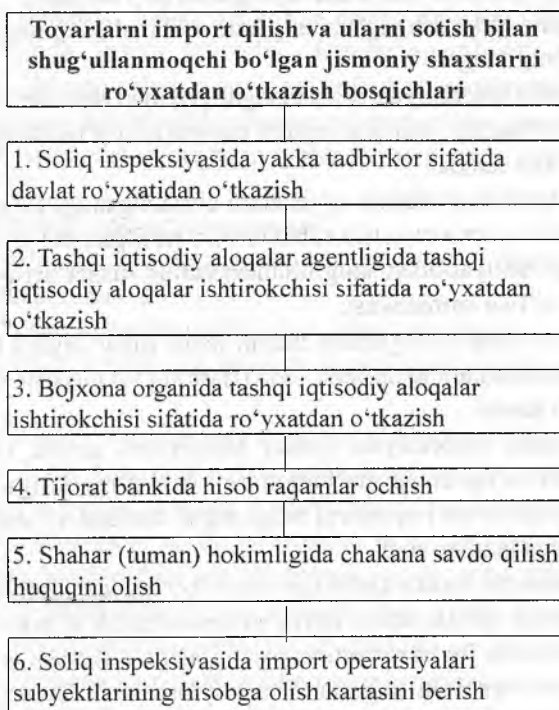 Tovarlarni import qilish va ularni sotish bilan
shug‘ullanmoqchi bo‘lgan jismoniy shaxslarni
ro‘yxatdan o‘tkazish bosqichlari
1. Soliq inspeksiyasida yakka tadbirkor sifatida
davlat ro‘yxatidan o‘tkazish
2. Tashqi iqtisodiy aloqalar agentligida tashqi
iqtisodiy aloqalar ishtirokchisi sifatida ro‘yxatdan
o‘tkazish
3. Bojxona organida tashqi iqtisodiy aloqalar
ishtirokchisi sifatida ro‘yxatdan o‘tkazish
4. Tijorat bankida hisob raqamlar ochish
5. Shahar (tuman) hokimligida chakana savdo qilish
huquqini olish
6. Soliq inspeksiyasida import operatsiyalari
subyektlarining hisobga olish kartasini berish